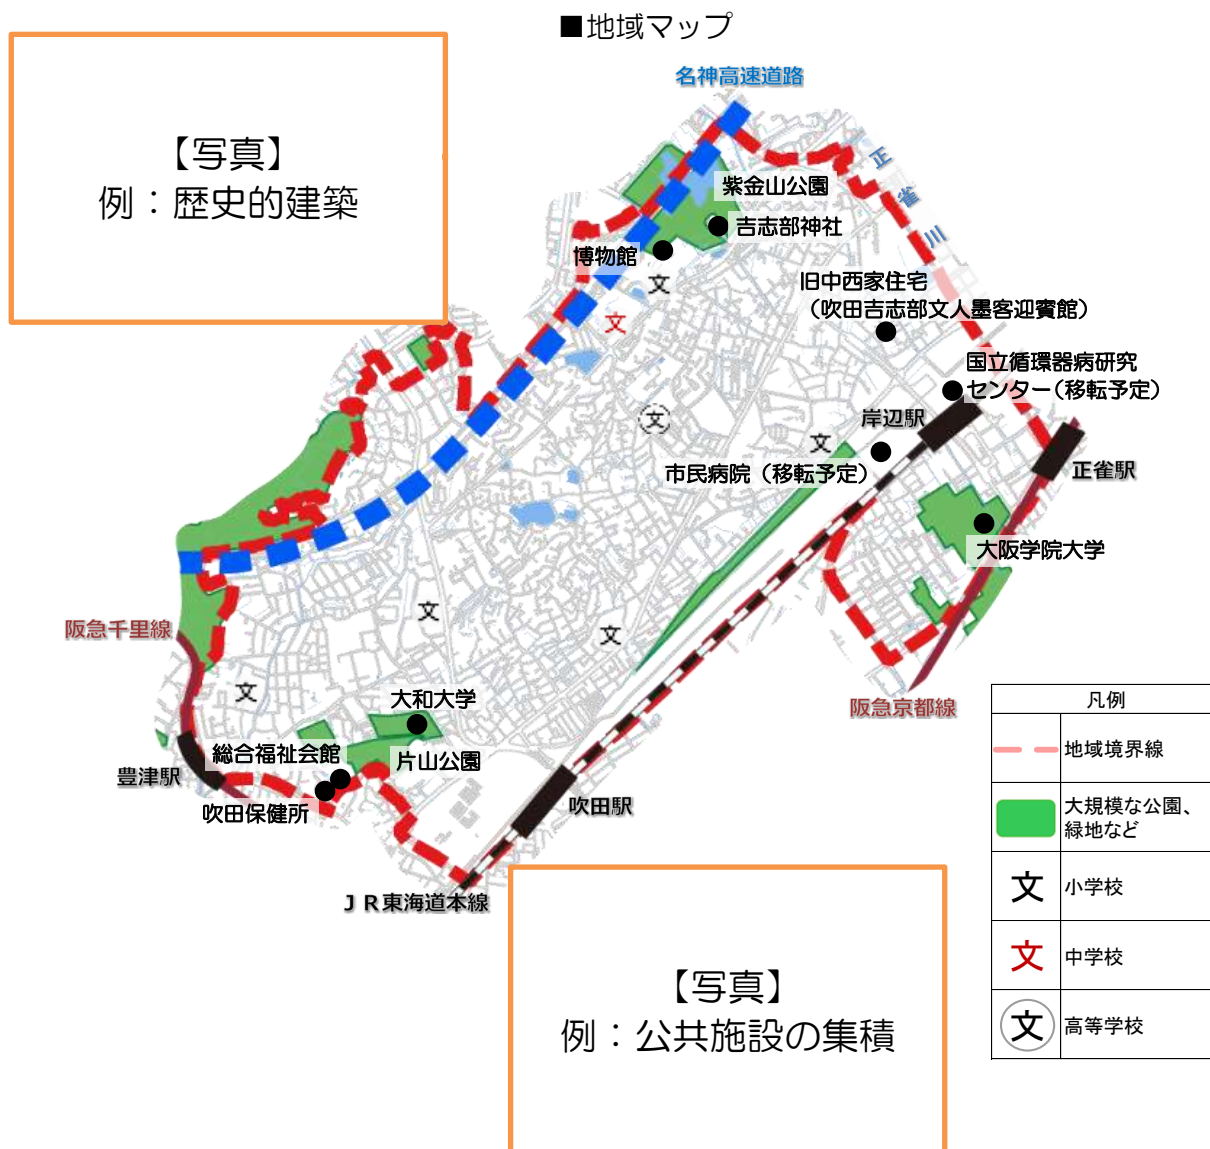 ■地域マップ
【写真】
例：歴史的建築
名神高速道路
正雀川
紫金山公園
吉志部神社
博物館
文
文
旧中西家住宅
（吹田吉志部文人墨客迎賓館）
国立循環器病研究
センター（移転予定）
岸辺駅
文
文
市民病院（移転予定）
正雀駅
大阪学院大学
文
文
阪急千里線
文
大和大学
阪急京都線
総合福祉会館
片山公園
豊津駅
吹田保健所
吹田駅
ＪＲ東海道本線
凡例
地域境界線
大規模な公園、
緑地など
文 小学校
文 中学校
文 高等学校
【写真】
例：公共施設の集積